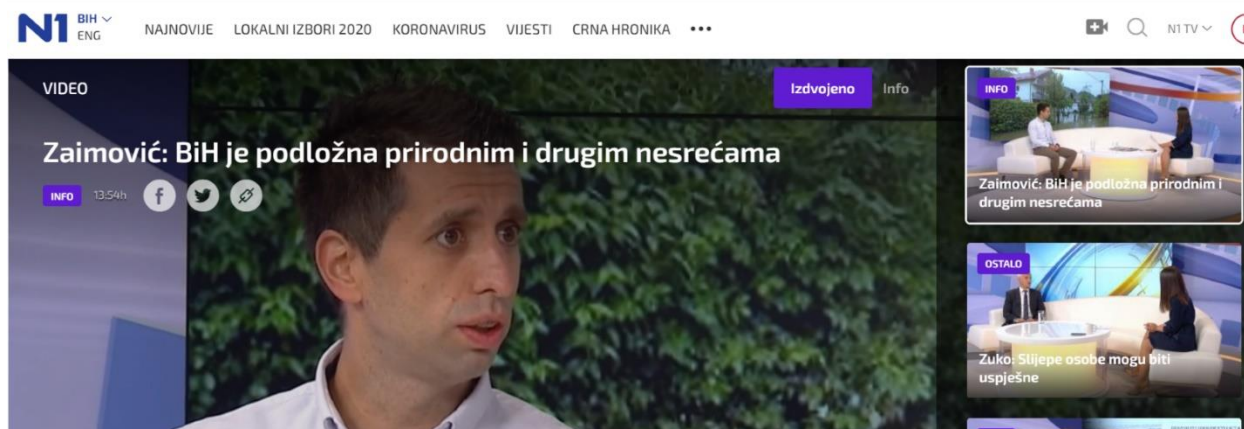 N1 BIH
ENG
NAJNOVIJE LOKALNI IZBORI 2020 KORONAVIRUS VIJESTI CRNA HRONIKA •••
N1 TV
VIDEO
Izdvojeno Info
Zaimović: BiH je podložna prirodnim i drugim nesrećama
INFO 13:54h
INFO
Zaimović: BiH je podložna prirodnim i
drugim nesrećama
OSTALO
Zuko: Slijepe osobe mogu biti
uspješne